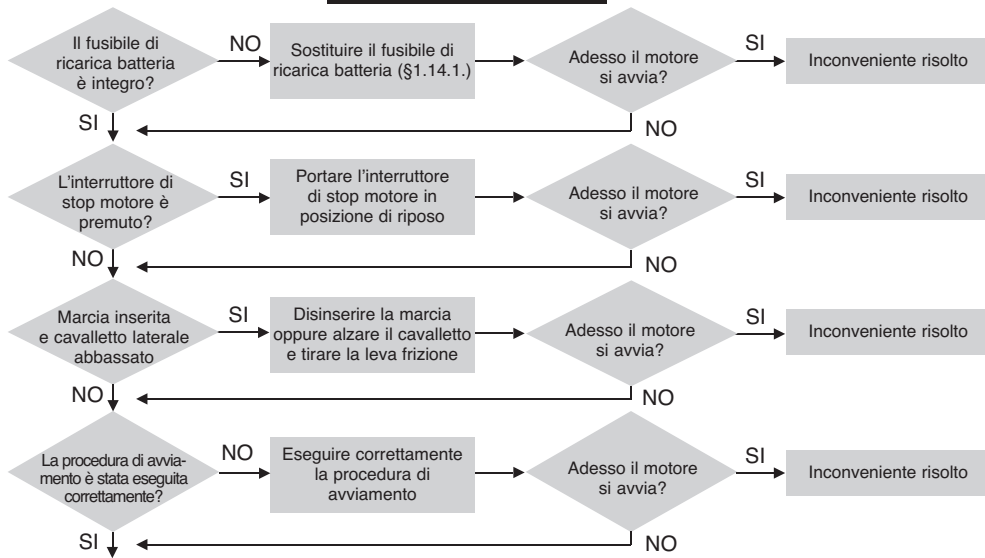 Il fusibile di
ricarica batteria
è integro?
NO
Sostituire il fusibile di
ricarica batteria (§1.14.1.)
Adesso il motore
si avvia?
SI
Inconveniente risolto
SI
NO
L'interruttore di
stop motore è
premuto?
SI
Portare l'interruttore
di stop motore in
posizione di riposo
Adesso il motore
si avvia?
SI
Inconveniente risolto
NO
NO
Marcia inserita
e cavalletto laterale
abbassato
SI
Disinserire la marcia
oppure alzare il cavalletto
e tirare la leva frizione
Adesso il motore
si avvia?
SI
Inconveniente risolto
NO
NO
La procedura di avvia-
mento è stata eseguita
correttamente?
NO
Eseguire correttamente
la procedura di
avviamento
Adesso il motore
si avvia?
SI
Inconveniente risolto
SI
NO